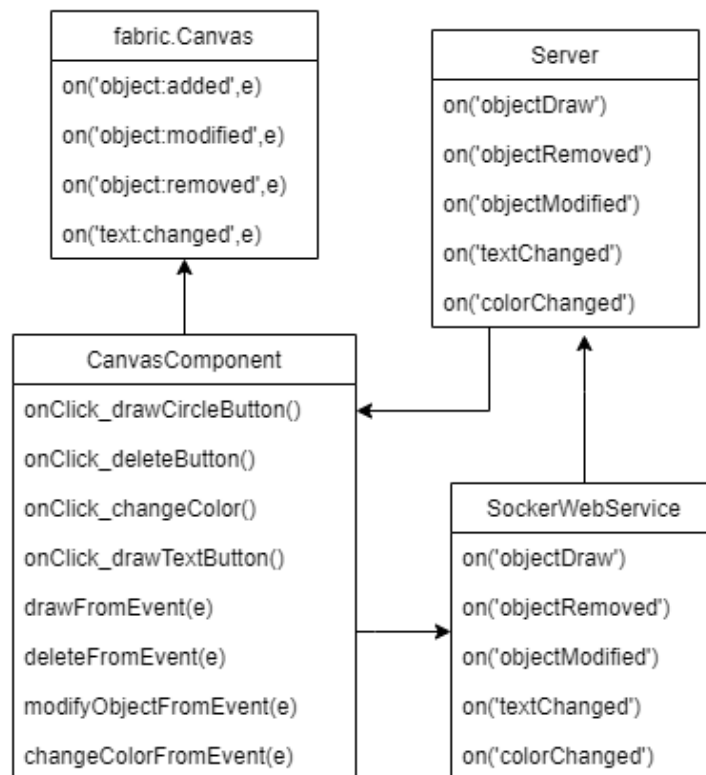 fabric.Canvas
on('object:added',e)
on('object:modified',e)
on('object:removed',e)
on('text:changed',e)
Server
on('objectDraw')
on('objectRemoved')
on('objectModified')
on('textChanged')
on('colorChanged')
CanvasComponent
onClick_drawCircleButton()
onClick_deleteButton()
onClick_changeColor()
onClick_drawTextButton()
drawFromEvent(e)
deleteFromEvent(e)
modifyObjectFromEvent(e)
changeColorFromEvent(e)
SockerWebService
on('objectDraw')
on('objectRemoved')
on('objectModified')
on('textChanged')
on('colorChanged')